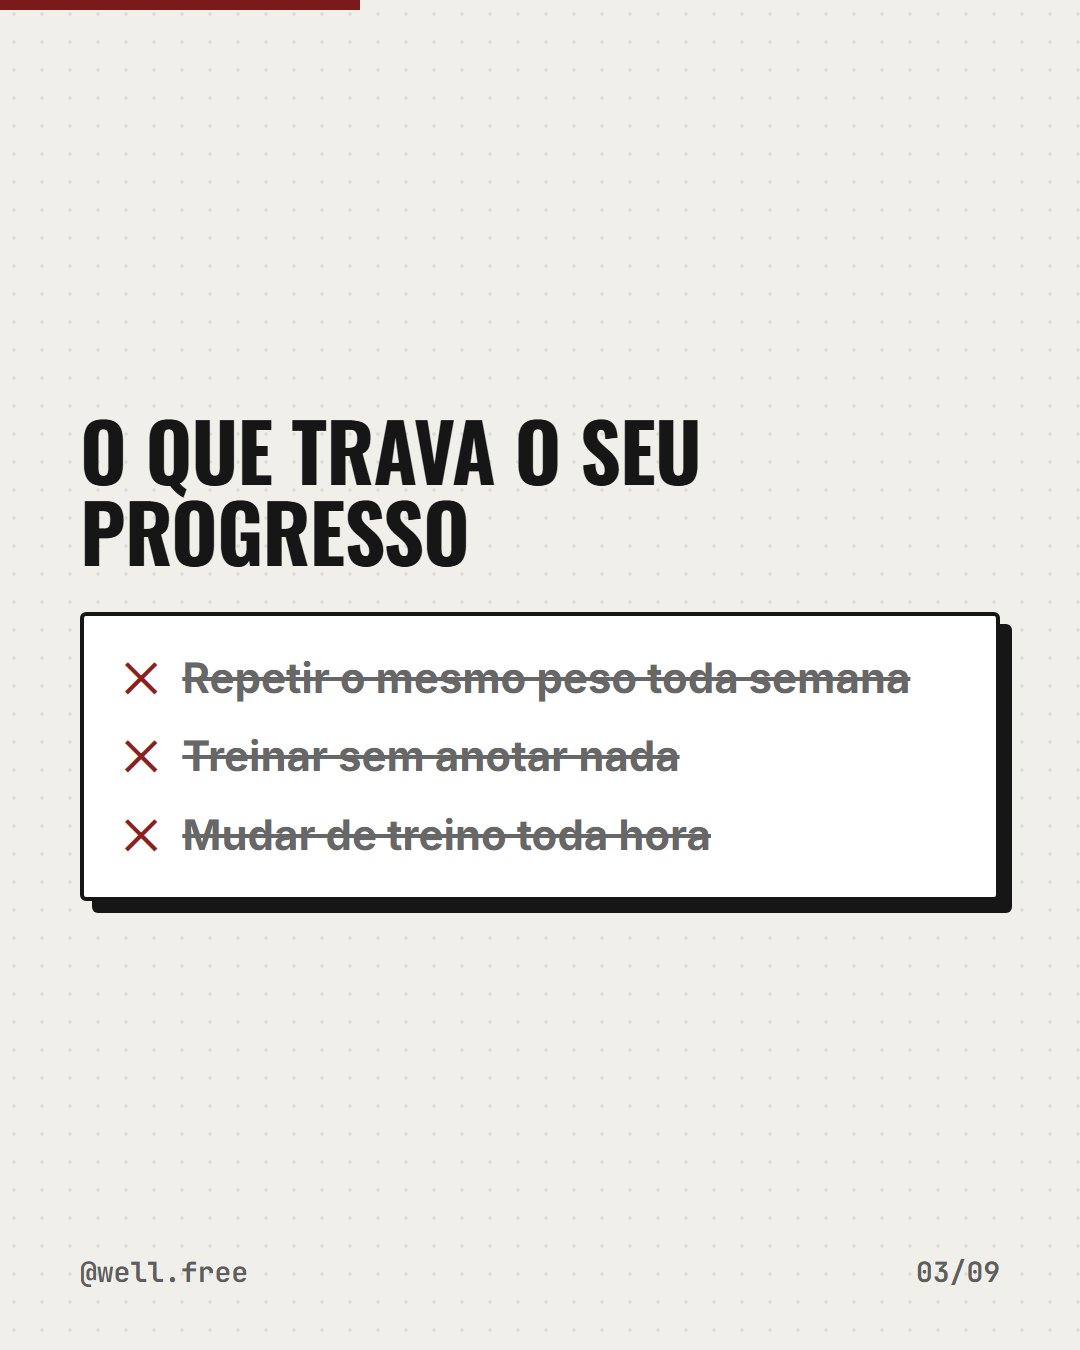 O QUE TRAVA O SEU
PROGRESSO
Repetir o mesmo peso toda semana
Treinar sem anotar nada
Mudar de treino toda hora
@well.free
03/09